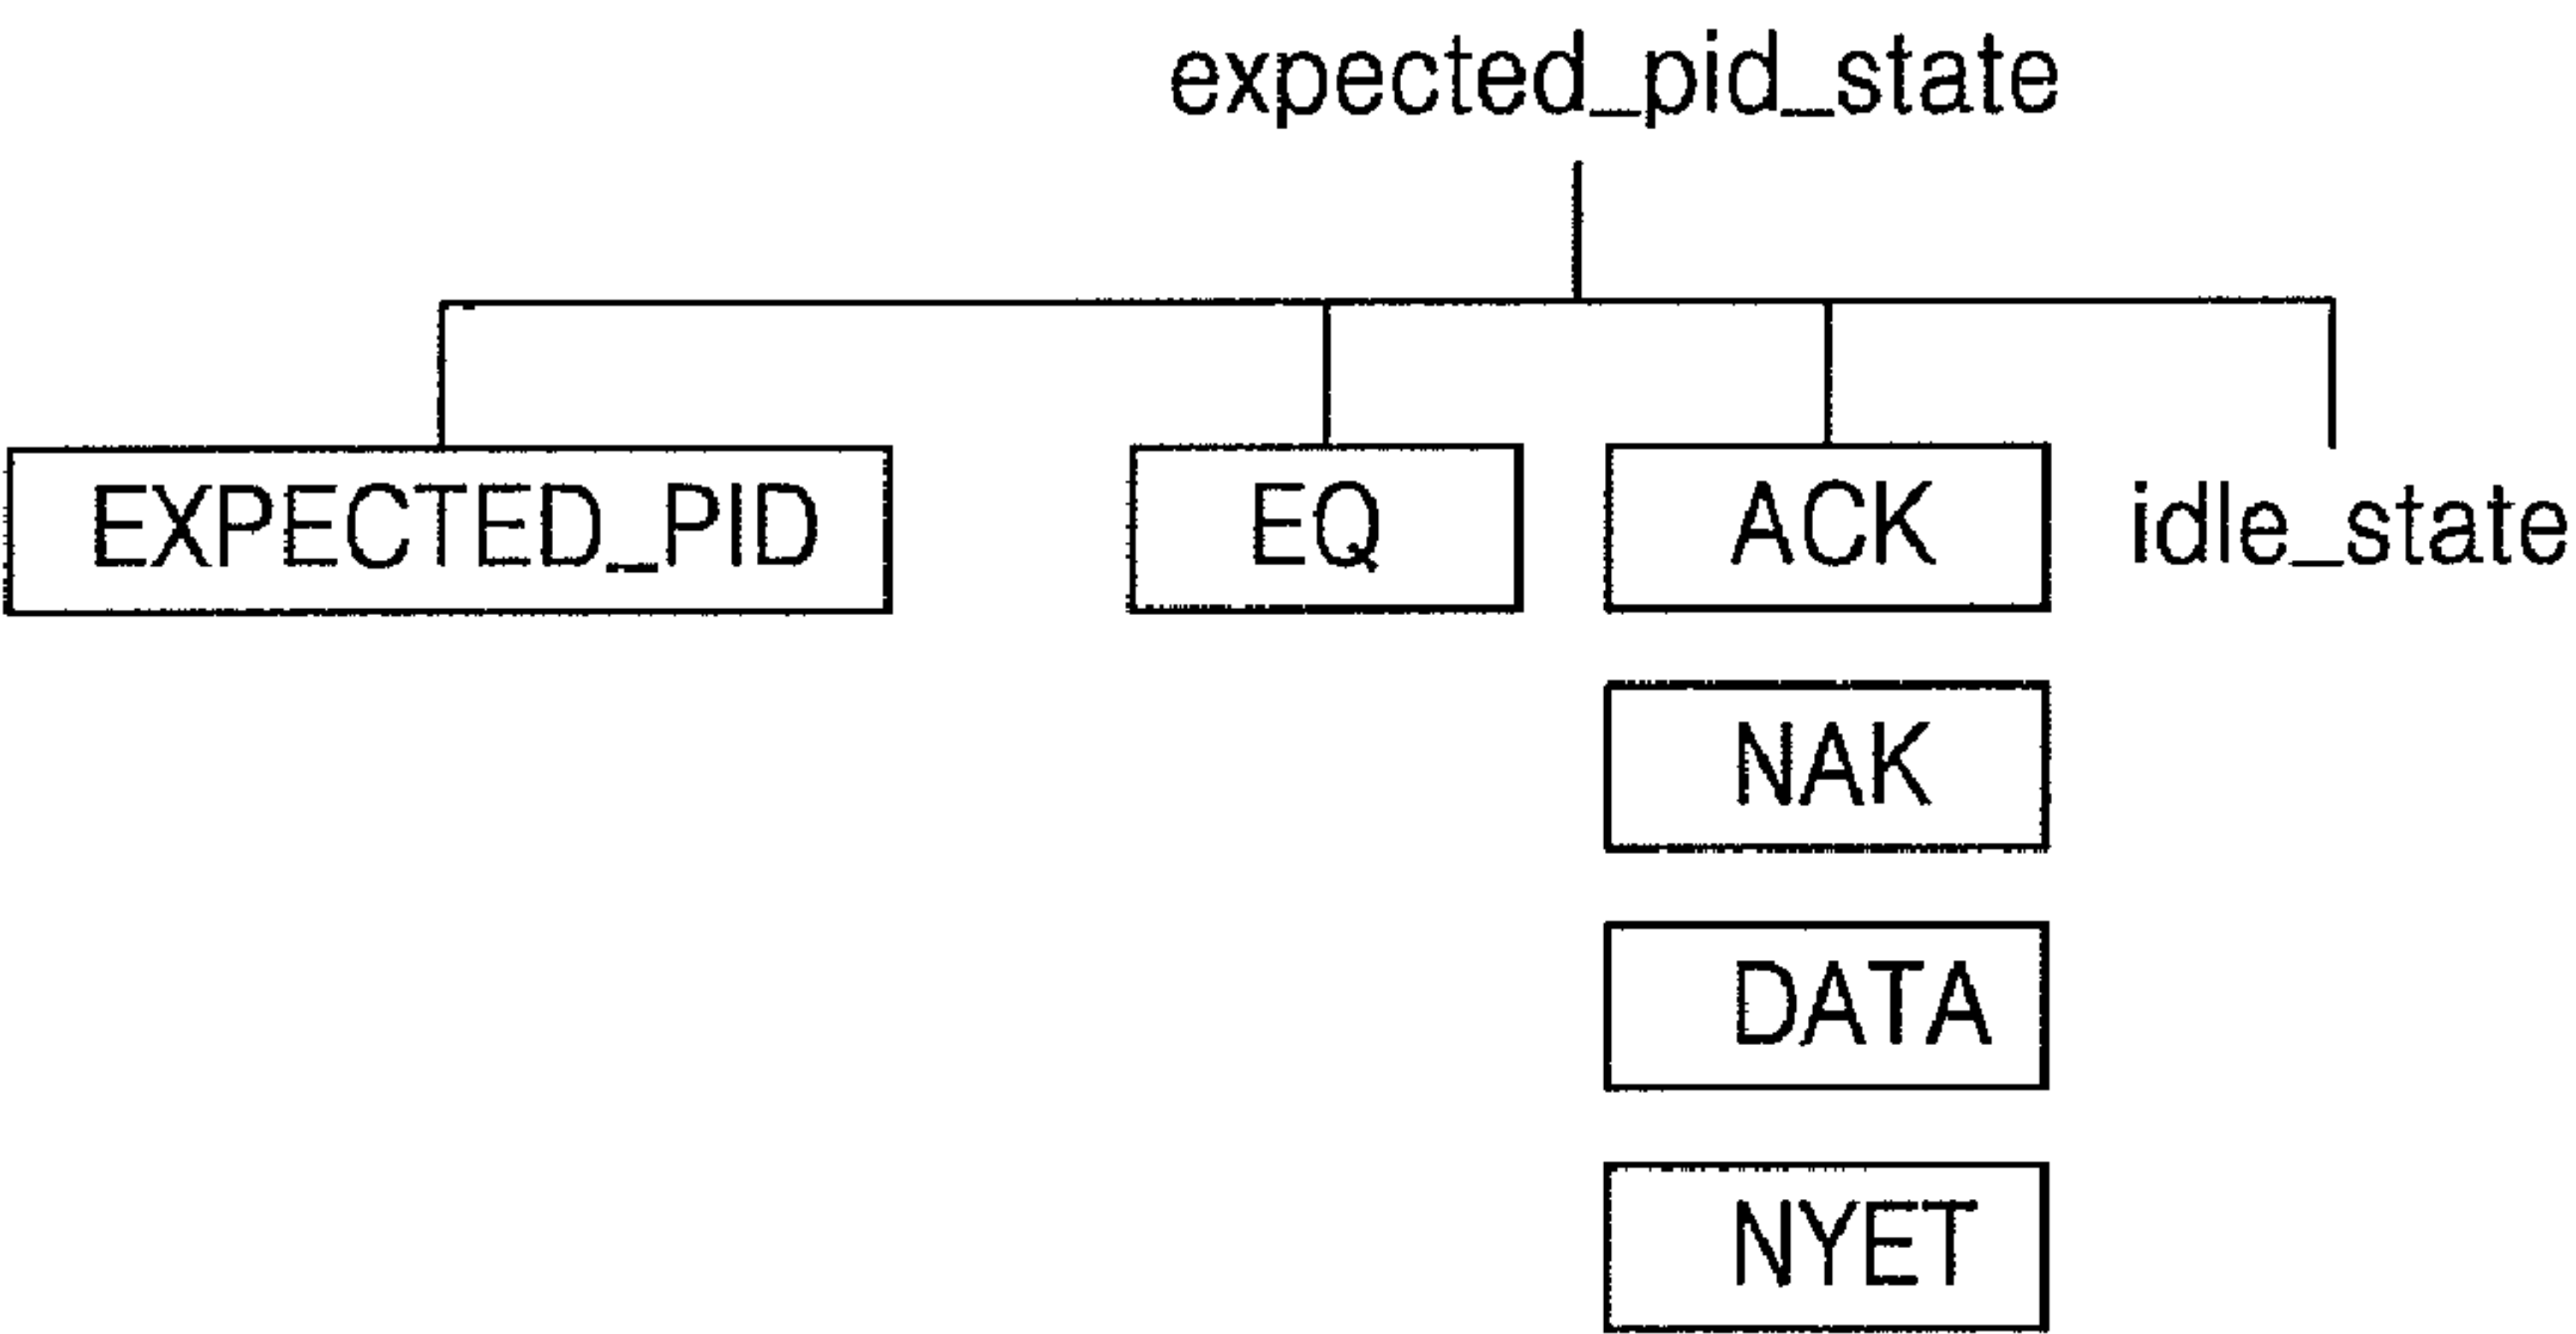 expected_pid_state
EXPECTED_PID EQ ACK idle_state
NAK
DATA
NYET